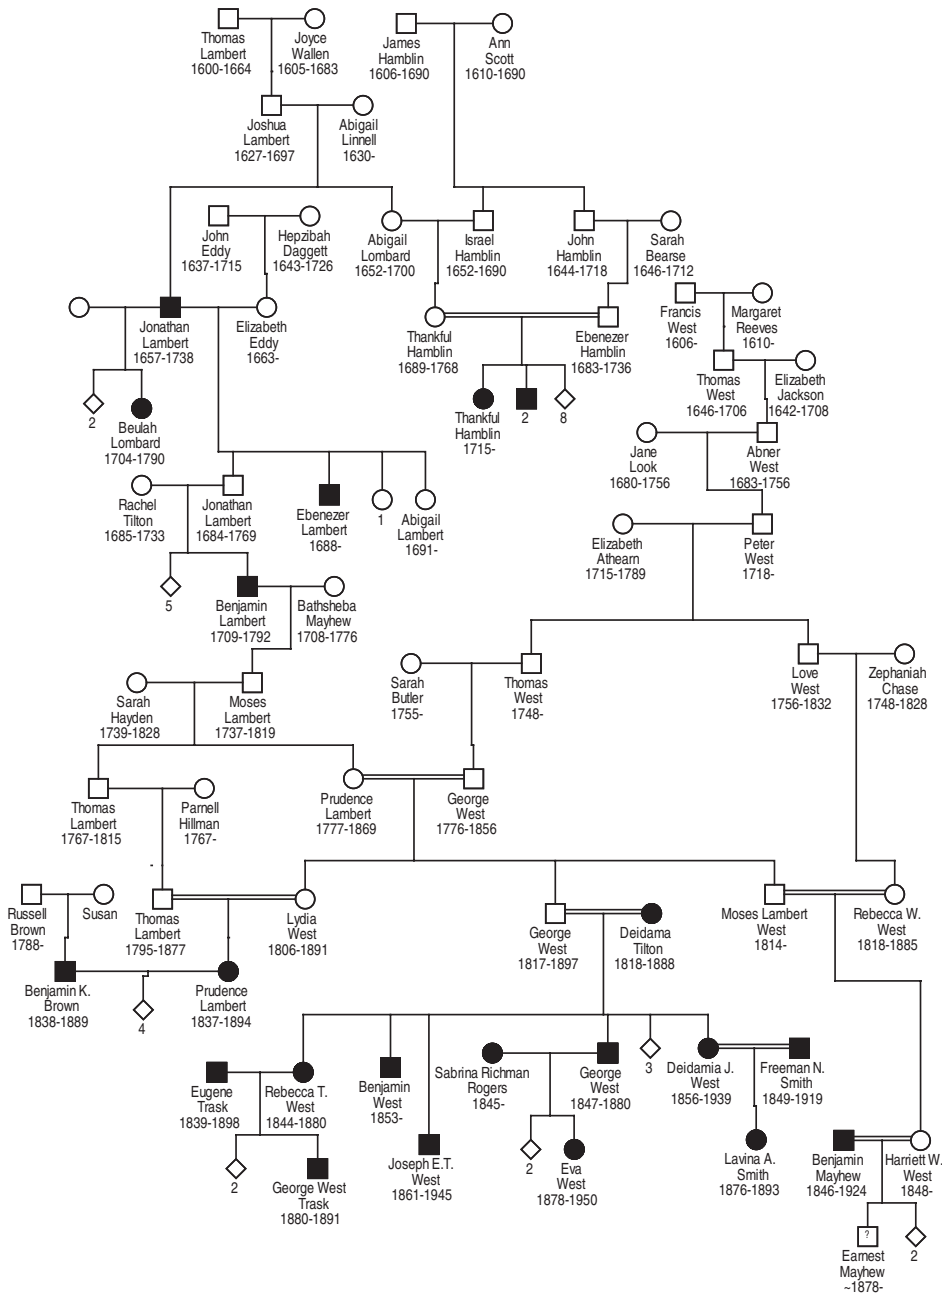 Thomas
Lambert
1600-1664
Joyce
Wallen
1605-1683
James
Hamblin
1606-1690
Ann
Scott
1610-1690
Joshua
Lambert
1627-1697
Abigail
Linnell
1630-
John
Eddy
1637-1715
Hepzibah
Daggett
1643-1726
Abigail
Lombard
1652-1700
Israel
Hamblin
1652-1690
John
Hamblin
1644-1718
Sarah
Bearse
1646-1712
Jonathan
Lambert
1657-1738
Elizabeth
Eddy
1663-
Thankful
Hamblin
1689-1768
Ebenezer
Hamblin
1683-1736
Francis
West
1606-
Margaret
Reeves
1610-
Thomas
West
1646-1706
Elizabeth
Jackson
1642-1708
2
Beulah
Lombard
1704-1790
Thankful
Hamblin
1715-
2
8
Jane
Look
1680-1756
Abner
West
1683-1756
Rachel
Tilton
1685-1733
Jonathan
Lambert
1684-1769
Ebenezer
Lambert
1688-
1
Abigail
Lambert
1691-
Elizabeth
Athearn
1715-1789
Peter
West
1718-
5
Benjamin
Lambert
1709-1792
Bathsheba
Mayhew
1708-1776
Sarah
Hayden
1739-1828
Moses
Lambert
1737-1819
Sarah
Butler
1755-
Thomas
West
1748-
Love
West
1756-1832
Zephaniah
Chase
1748-1828
Thomas
Lambert
1767-1815
Parnell
Hillman
1767-
Prudence
Lambert
1777-1869
George
West
1776-1856
Russell
Brown
1788-
Susan
Thomas
Lambert
1795-1877
Lydia
West
1806-1891
George
West
1817-1897
Deidama
Tilton
1818-1888
Moses Lambert
West
1814-
Rebecca W.
West
1818-1885
Benjamin K.
Brown
1838-1889
4
Prudence
Lambert
1837-1894
Eugene
Trask
1839-1898
Rebecca T.
West
1844-1880
Benjamin
West
1853-
Joseph E.T.
West
1861-1945
Sabrina Richman
Rogers
1845-
George
West
1847-1880
3
Deidamia J.
West
1856-1939
Freeman N.
Smith
1849-1919
2
George West
Trask
1880-1891
2
Eva
West
1878-1950
Lavina A.
Smith
1876-1893
Benjamin
Mayhew
1846-1924
Harriett W.
West
1848-
?
Earnest
Mayhew
~1878-
2